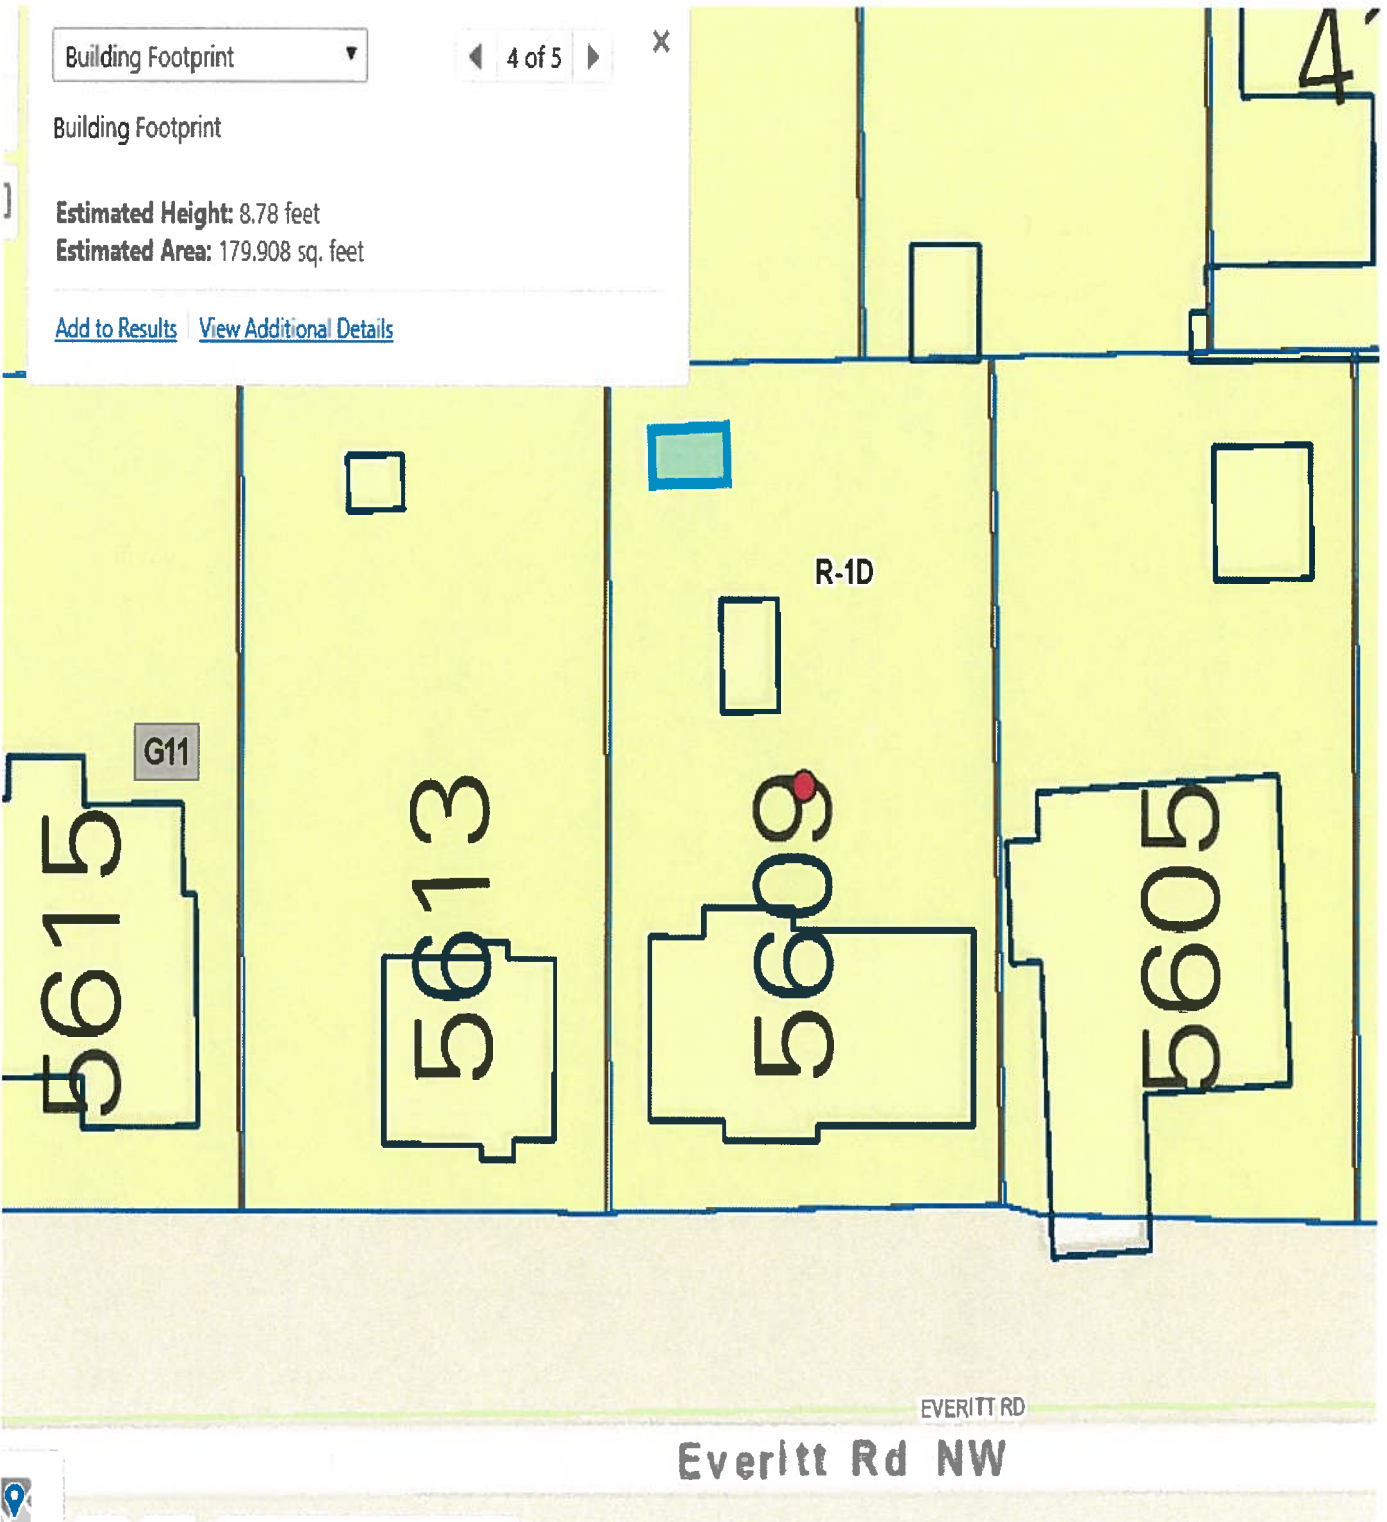 Building Footprint
4 of 5
Building Footprint
Estimated Height: 8.78 feet
Estimated Area: 179.908 sq. feet
Add to Results
View Additional Details
R-1D
G11
5615
5613
5609
5605
EVERITT RD
Everitt Rd NW